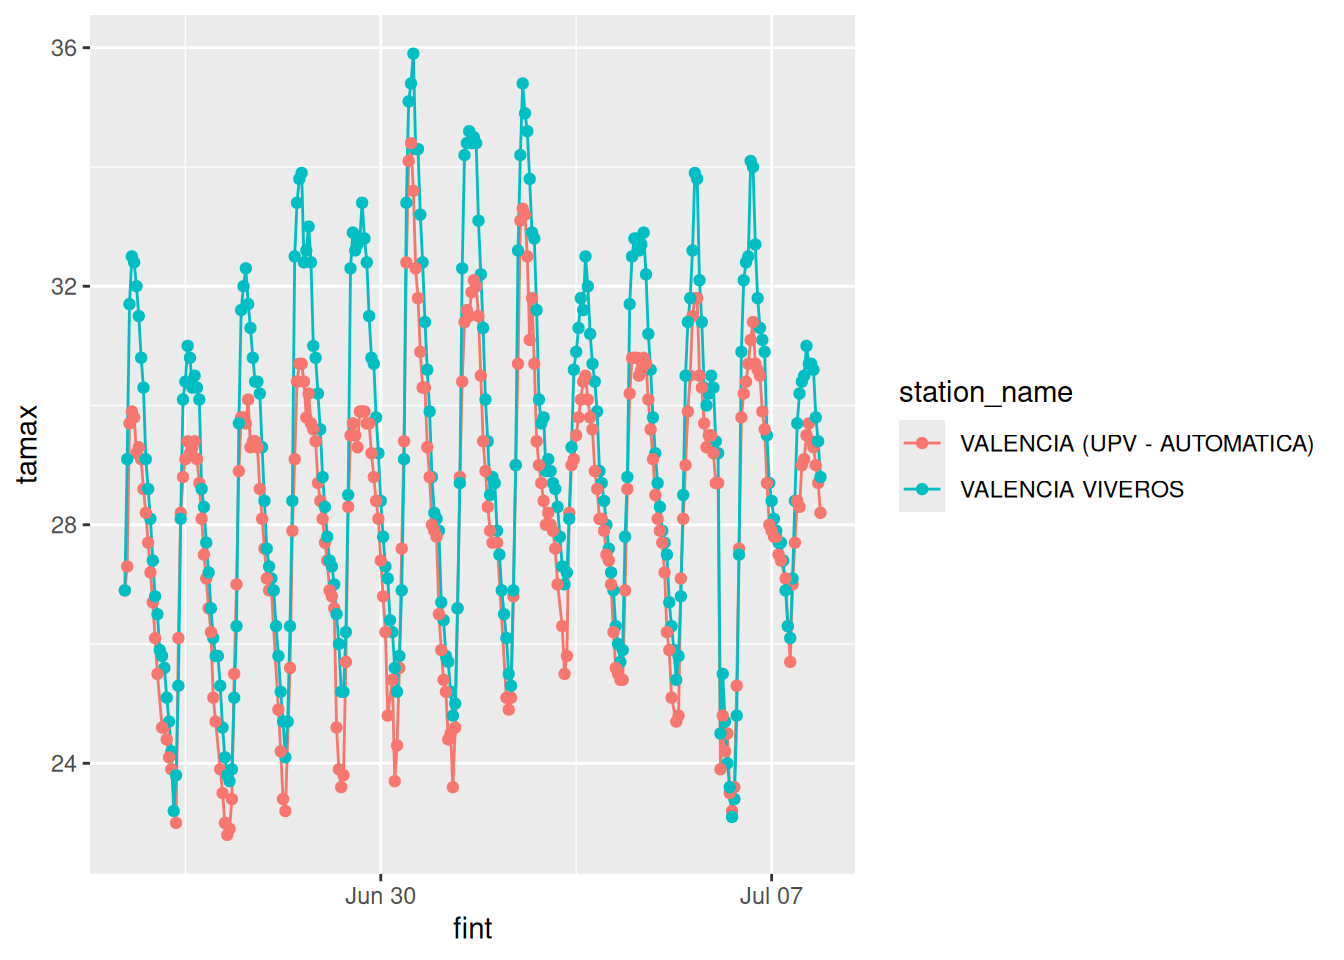 36
32
28
24
tamax
Jun 30
Jul 07
fint
station_name
VALENCIA (UPV - AUTOMATICA)
VALENCIA VIVEROS